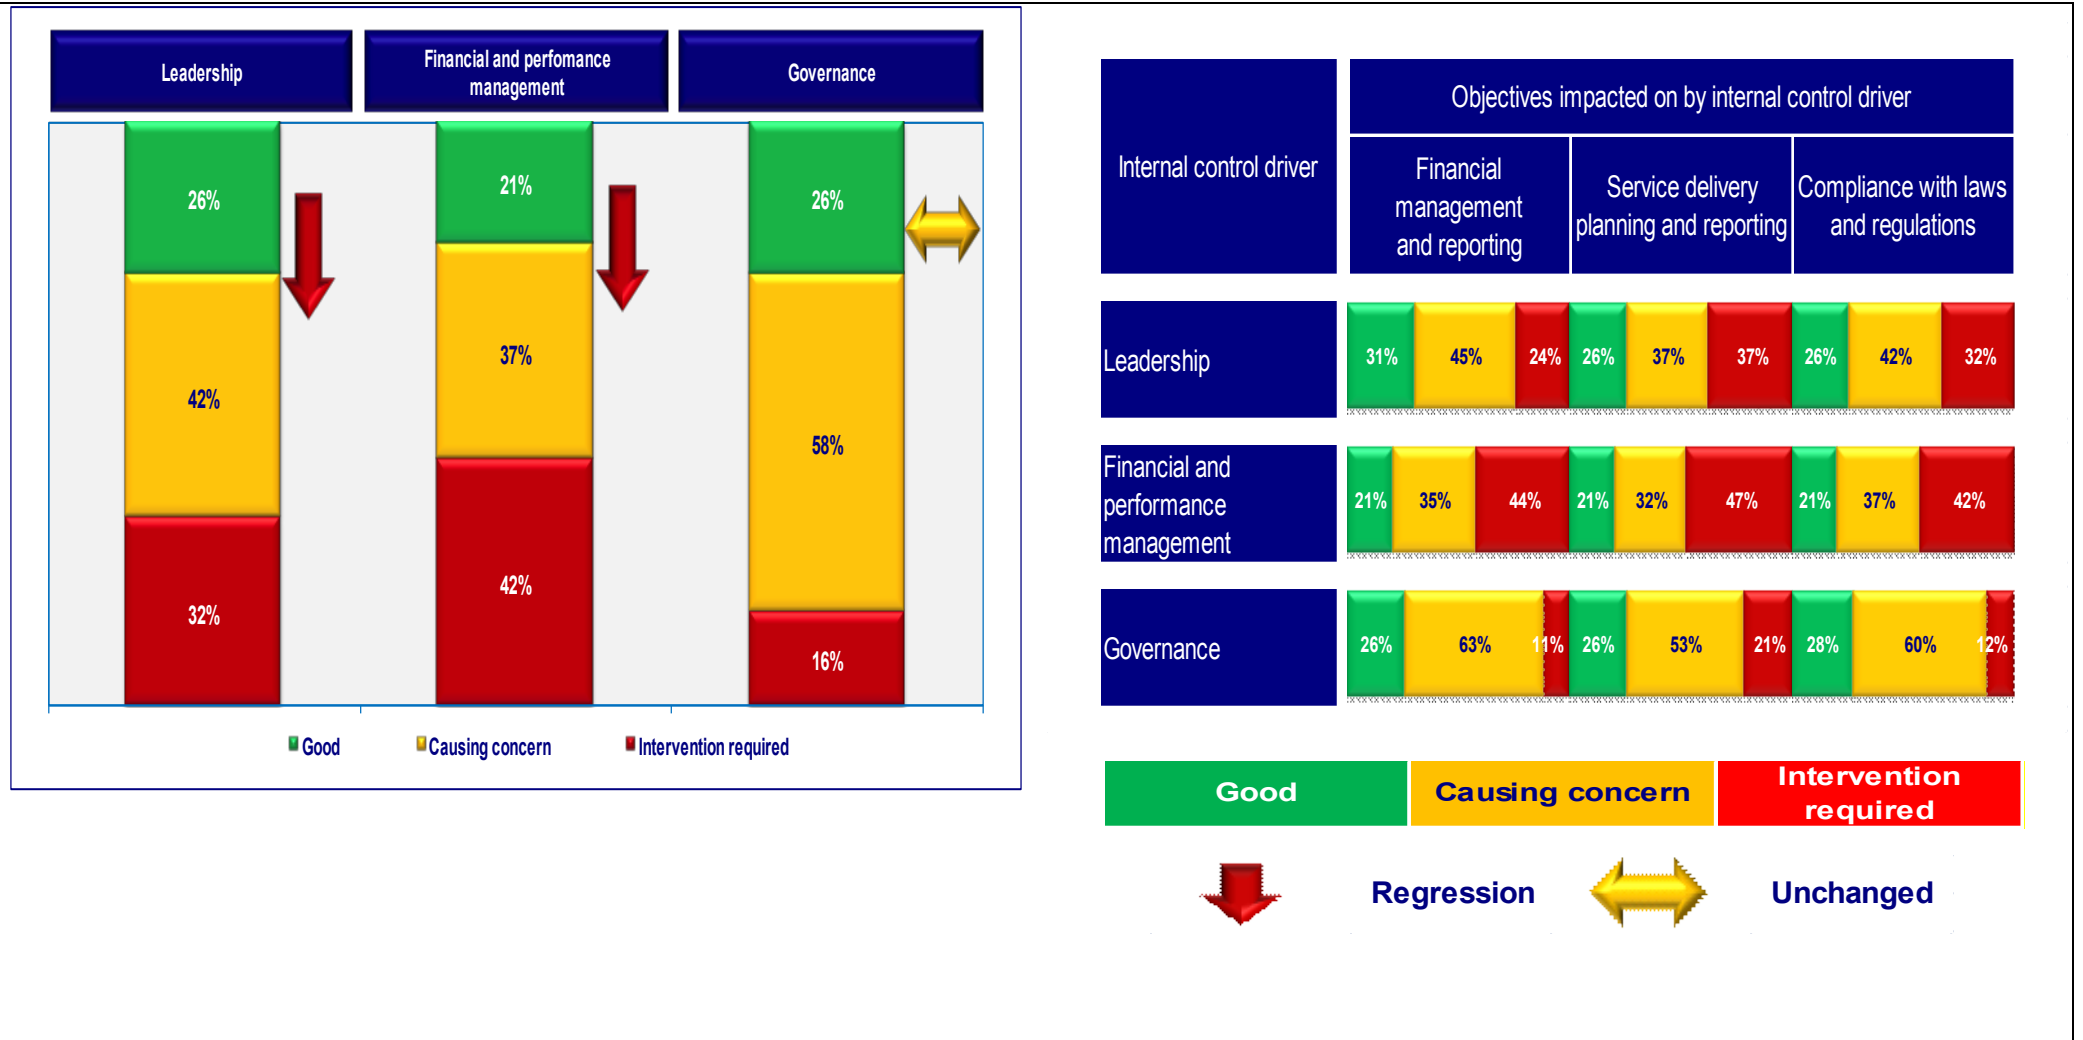 Leadership
Financial and perfomance
management
Governance
26%
21%
26%
42%
37%
58%
32%
42%
16%
Good
Causing concern
Intervention required
Internal control driver
Objectives impacted on by internal control driver
Financial
management
and reporting
Service delivery
planning and reporting
Compliance with laws
and regulations
Leadership
31% 45% 24% 26% 37% 37% 26% 42% 32%
Financial and
performance
management
21% 35% 44% 21% 32% 47% 21% 37% 42%
Governance
26% 63% 11% 26% 53% 21% 28% 60% 12%
Good
Causing concern
Intervention
required
Regression
Unchanged